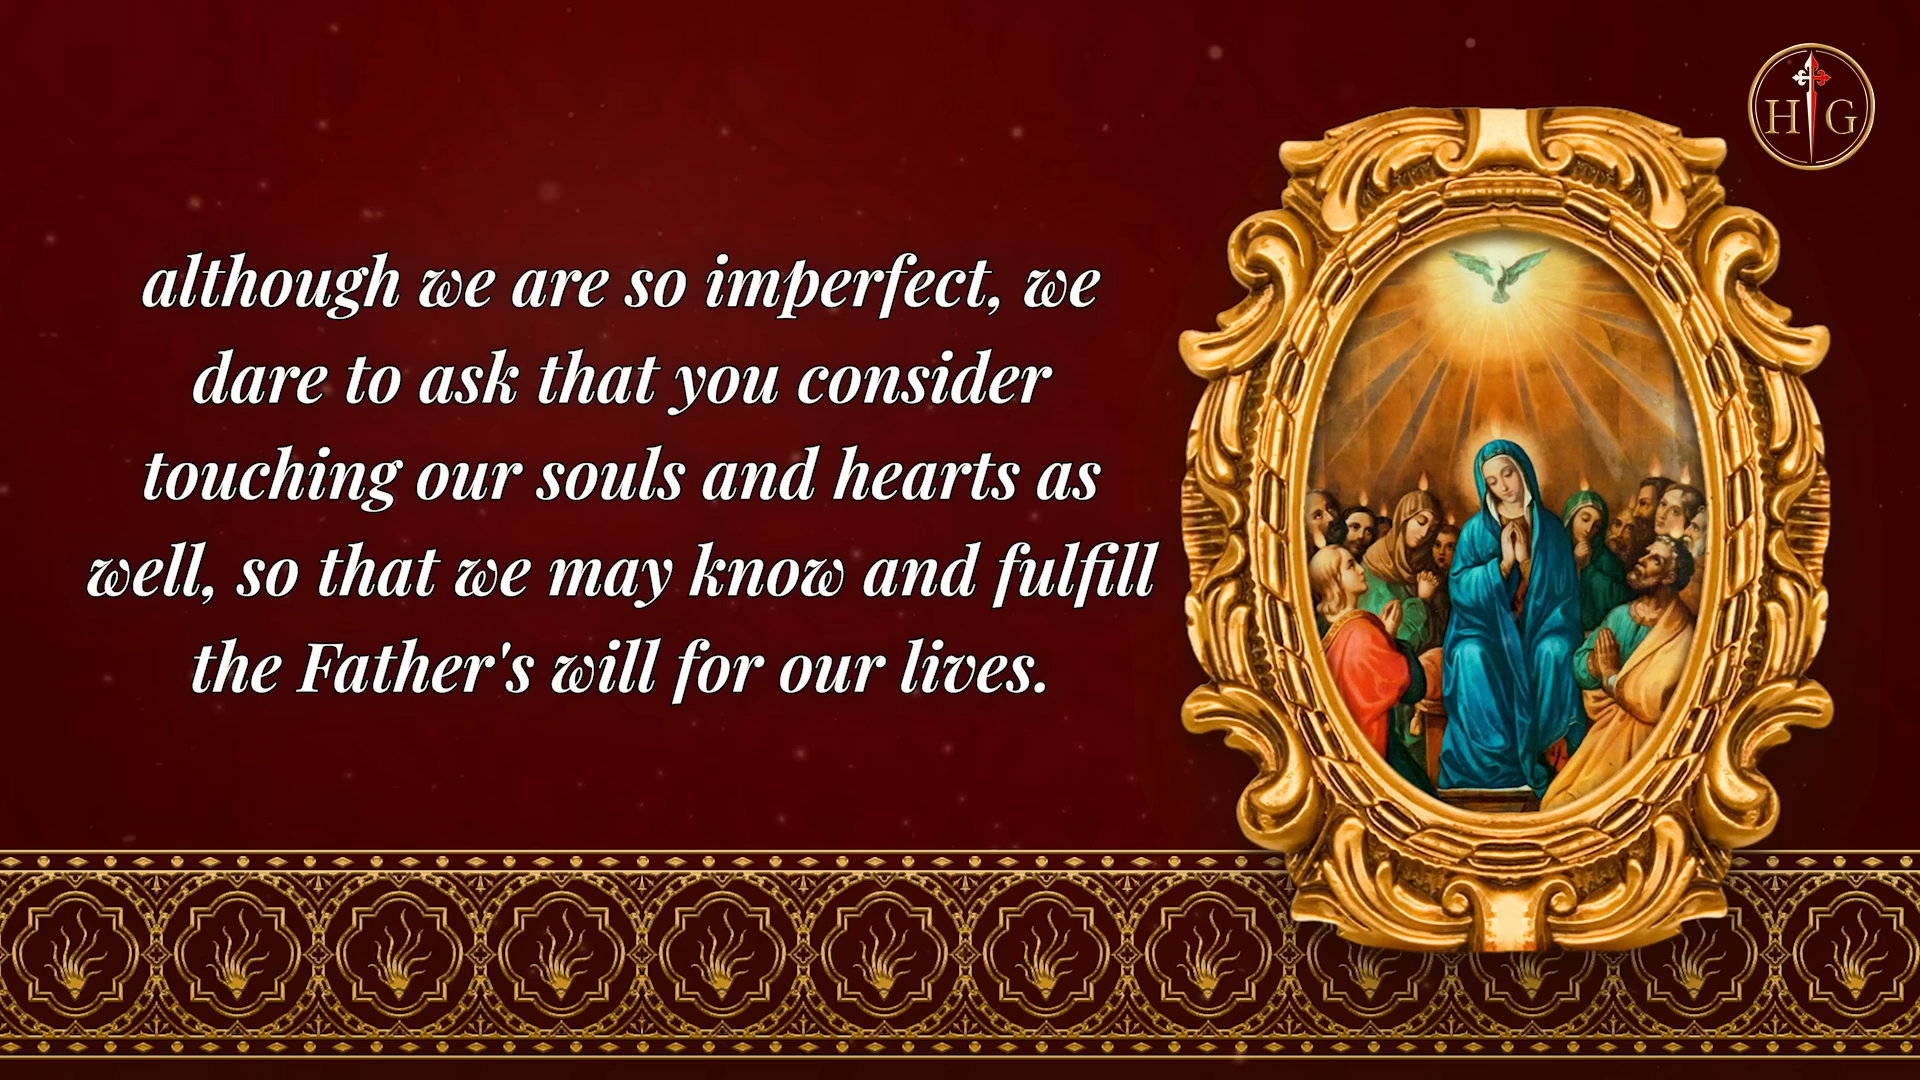 H G
although we are so imperfect, we
dare to ask that you consider
touching our souls and hearts as
well, so that we may know and fulfill
the Father's will for our lives.